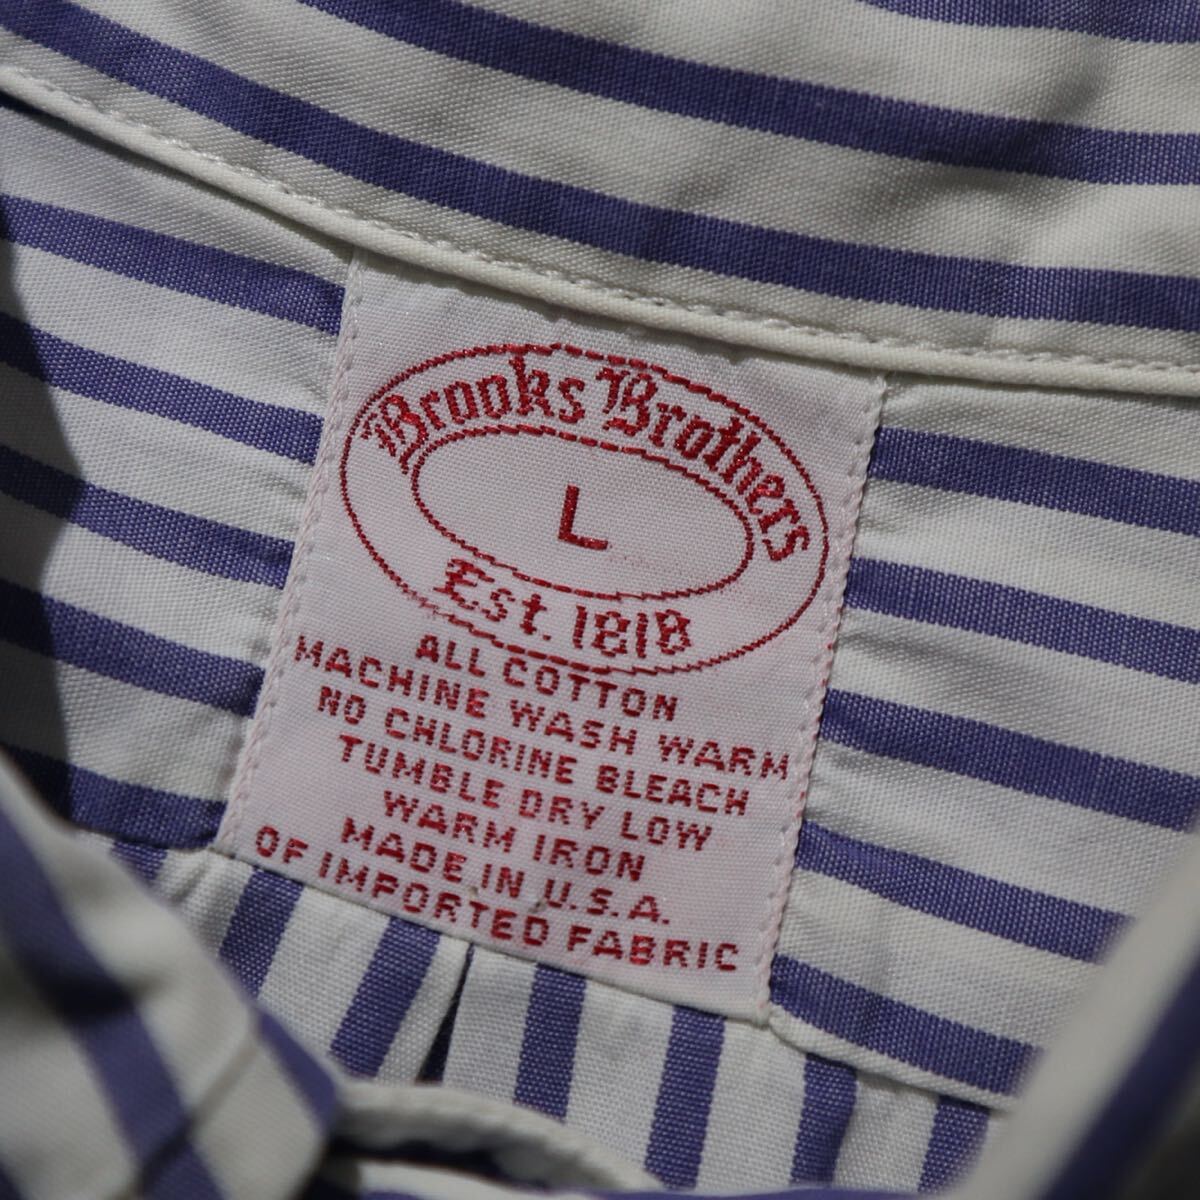 Brooks Brothers
L
Est. 1818
ALL COTTON
MACHINE WASH WARM
NO CHLORINE BLEACH
TUMBLE DRY LOW
WARM IRON
MADE IN U.S.A.
OF IMPORTED FABRIC